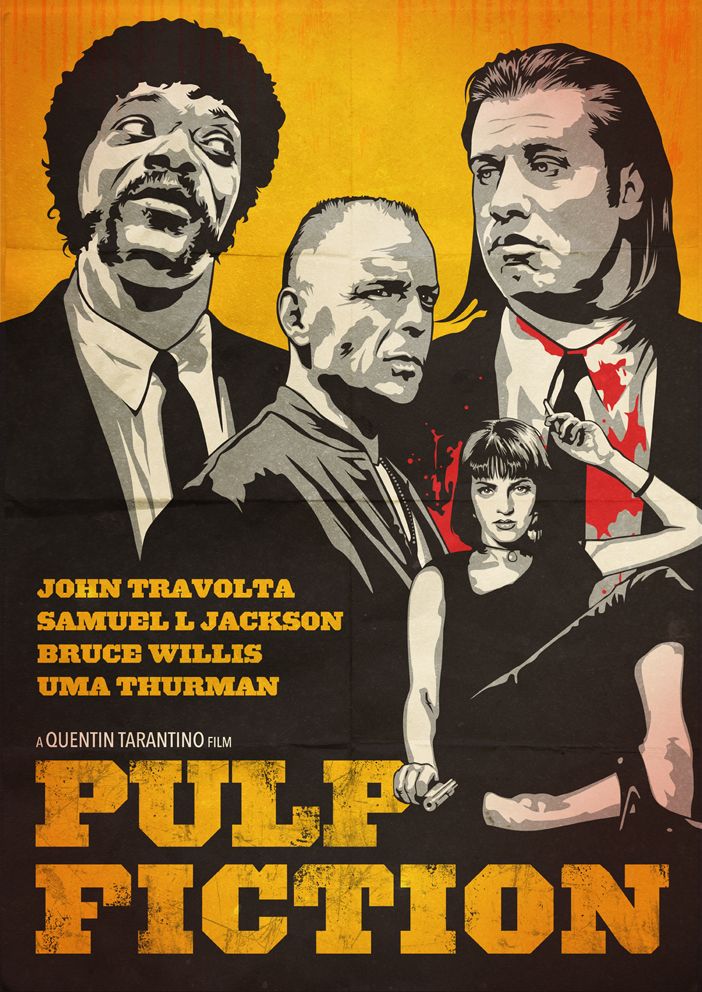 JOHN TRAVOLTA
SAMUEL L JACKSON
BRUCE WILLIS
UMA THURMAN
A QUENTIN TARANTINO FILM
PULP
FICTION